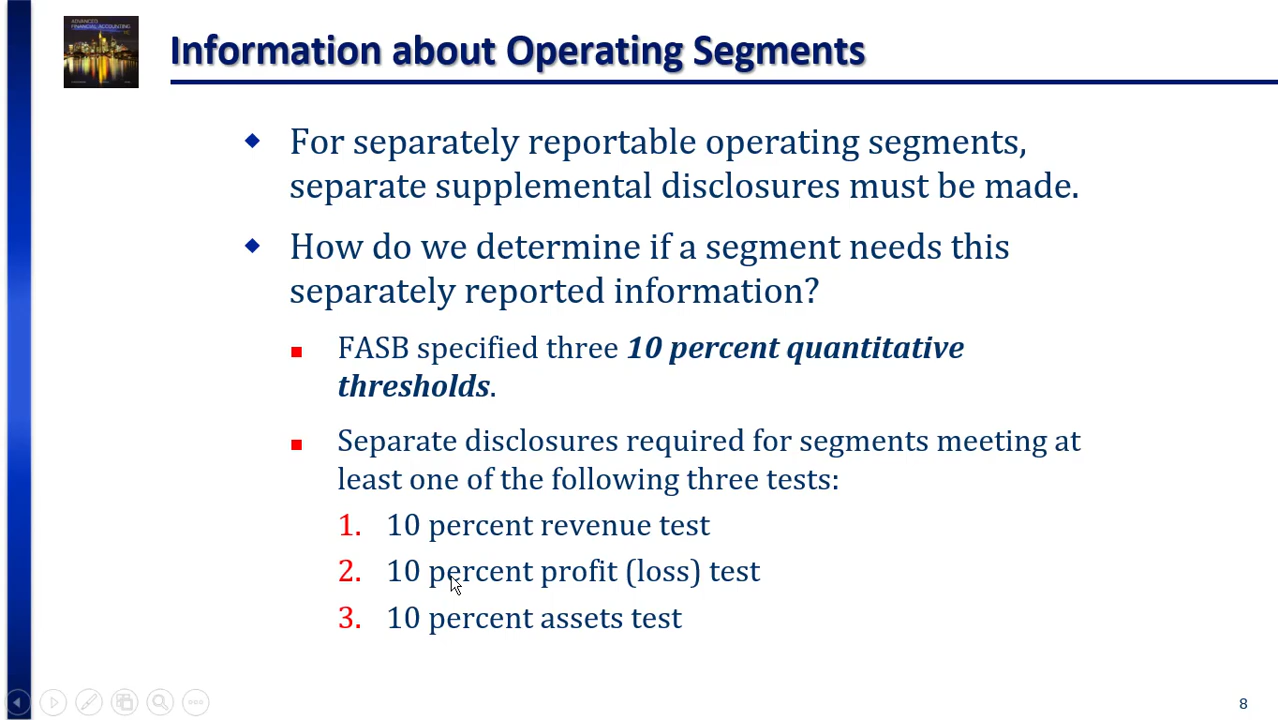 ADVANCED
FINANCIAL ACCOUNTING
Information about Operating Segments
For separately reportable operating segments,
separate supplemental disclosures must be made.
How do we determine if a segment needs this
separately reported information?
FASB specified three 10 percent quantitative
thresholds.
Separate disclosures required for segments meeting at
least one of the following three tests:
1. 10 percent revenue test
2. 10 percent profit (loss) test
3. 10 percent assets test
8